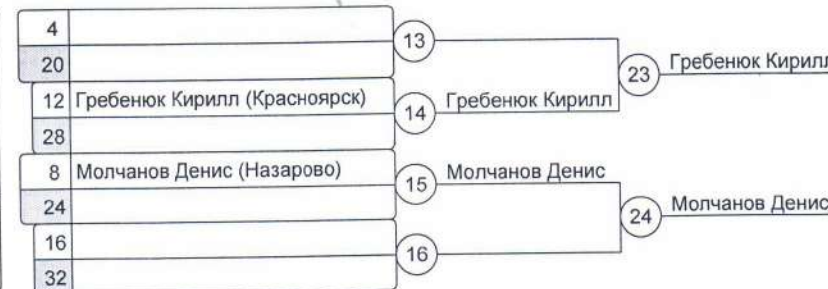 4
20
13
12 Гребенюк Кирилл (Красноярск)
28
14 Гребенюк Кирилл
23 Гребенюк Кирилл
8 Молчанов Денис (Назарово)
24
15 Молчанов Денис
24 Молчанов Денис
16
32
16